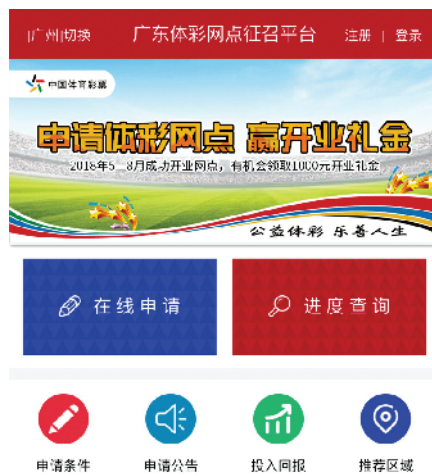 广州切换 广东体彩网点征召平台 注册 | 登录
中国体育彩票
申请体彩网点 赢开业礼金
2018年5 8月成功开业网点，有机会领取1000元开业礼金
公益体彩 乐善人生
在线申请 进度查询
申请条件 申请公告 投入回报 推荐区域